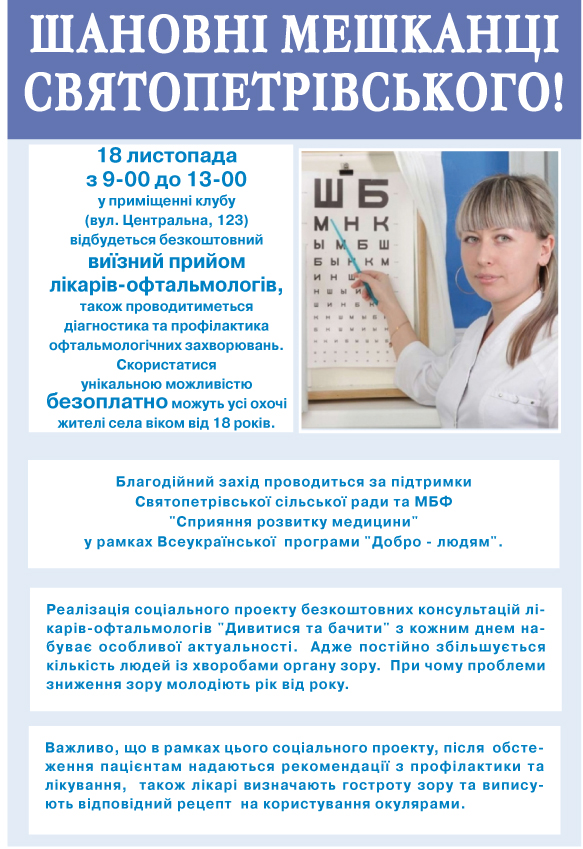 ШАНОВНІ МЕШКАНЦІ
СВЯТОПЕТРІВСЬКОГО!
18 листопада
з 9-00 до 13-00
у приміщенні клубу
(вул. Центральна, 123)
відбудеться безкоштовний
виїзний прийом
лікарів-офтальмологів,
також проводитиметься
діагностика та профілактика
офтальмологічних захворювань.
Скористатися
унікальною можливістю
безоплатно можуть усі охочі
жителі села віком від 18 років.
Ш Б
М Н К
Ы М Б Ш
Б Ы Н К М
Благодійний захід проводиться за підтримки
Святопетрівської сільської ради та МБФ
"Сприяння розвитку медицини"
у рамках Всеукраїнської програми "Добро - людям".
Реалізація соціального проекту безкоштовних консультацій лі-
карів-офтальмологів "Дивитися та бачити" з кожним днем на-
буває особливої актуальності. Адже постійно збільшується
кількість людей із хворобами органу зору. При чому проблеми
зниження зору молодіють рік від року.
Важливо, що в рамках цього соціального проекту, після обсте-
ження пацієнтам надаються рекомендації з профілактики та
лікування, також лікарі визначають гостроту зору та випису-
ють відповідний рецепт на користування окулярами.